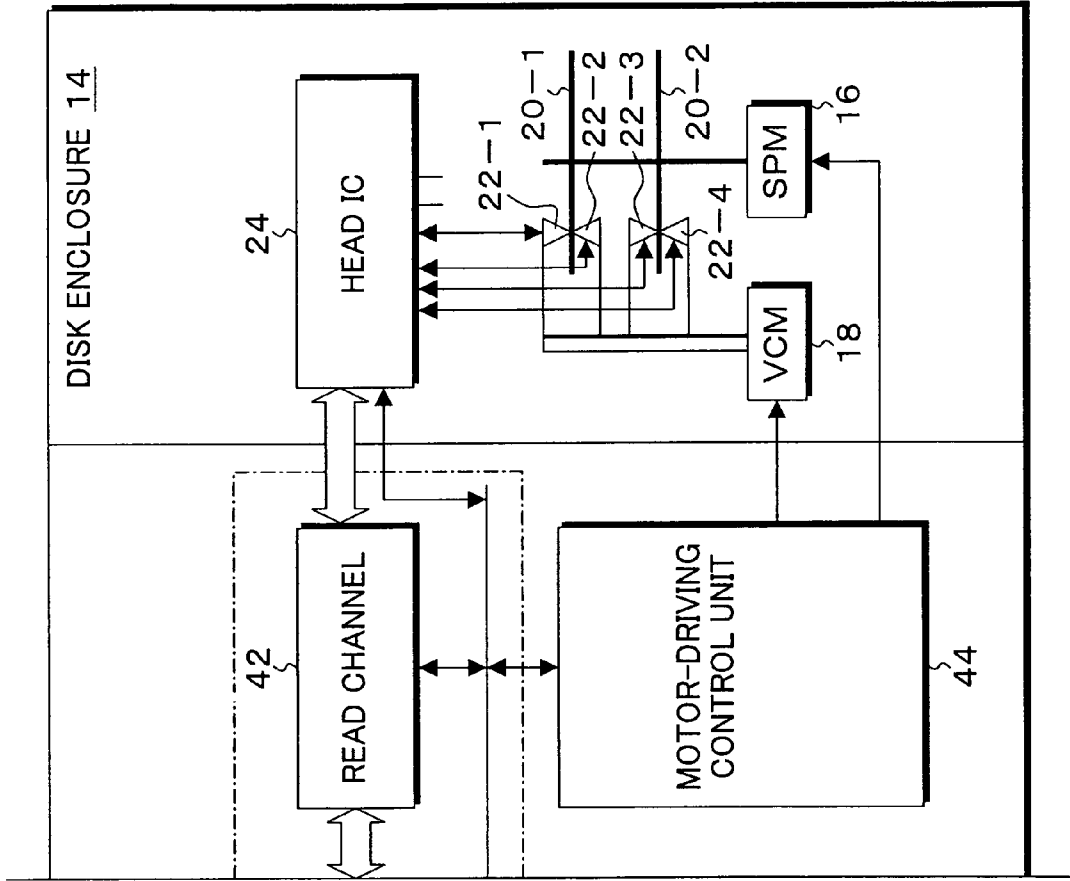 DISK ENCLOSURE 14
24
HEAD IC
22-1
20-1
22-2
22-3
20-2
22-4
SPM
16
VCM
18
42
READ CHANNEL
MOTOR-DRIVING
CONTROL UNIT
44